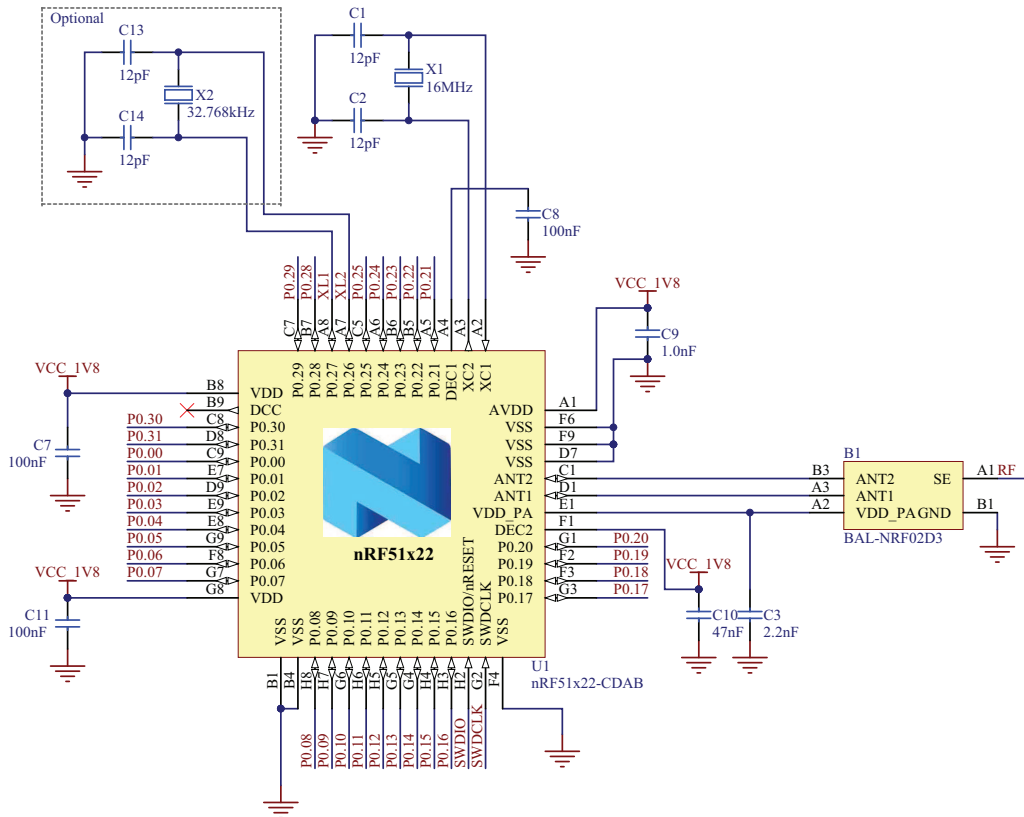 Optional
C13
12pF
X2
32.768kHz
C14
12pF
C1
12pF
X1
16MHz
C2
12pF
C8
100nF
P0.29
P0.28
XL1
XL2
P0.25
P0.24
P0.23
P0.22
P0.21
C7
B7
A8
A7
C5
A6
B6
B5
A5
A4
A3
A2
P0.29
P0.28
P0.27
P0.26
P0.25
P0.24
P0.23
P0.22
P0.21
DEC1
XC2
XC1
VCC_1V8
C9
1.0nF
VCC_1V8
C7
100nF
B8 VDD
B9 DCC
P0.30 C8 P0.30
P0.31 D8 P0.31
P0.00 C9 P0.00
P0.01 E7 P0.01
P0.02 D9 P0.02
P0.03 E9 P0.03
P0.04 E8 P0.04
P0.05 G9 P0.05
P0.06 F8 P0.06
P0.07 G7 P0.07
G8 VDD
VCC_1V8
C11
100nF
nRF51x22
AVDD A1
VSS F6
VSS F9
VSS D7
ANT2 C1
ANT1 D1
VDD_PA E1
DEC2 F1
P0.20 G1 P0.20
P0.19 F2 P0.19
P0.18 F3 P0.18
P0.17 G3 P0.17
B1
B3 ANT2 SE A1 RF
A3 ANT1
A2 VDD_PA GND B1
BAL-NRF02D3
VCC_1V8
C10
47nF
C3
2.2nF
VSS
VSS
P0.08
P0.09
P0.10
P0.11
P0.12
P0.13
P0.14
P0.15
P0.16
SWDIO/nRESET
SWDCLK
VSS
U1
nRF51x22-CDAB
B1
B4
H8
H7
G6
H6
H5
G5
G4
H4
H3
H2
G2
F4
P0.08
P0.09
P0.10
P0.11
P0.12
P0.13
P0.14
P0.15
P0.16
SWDIO
SWDCLK